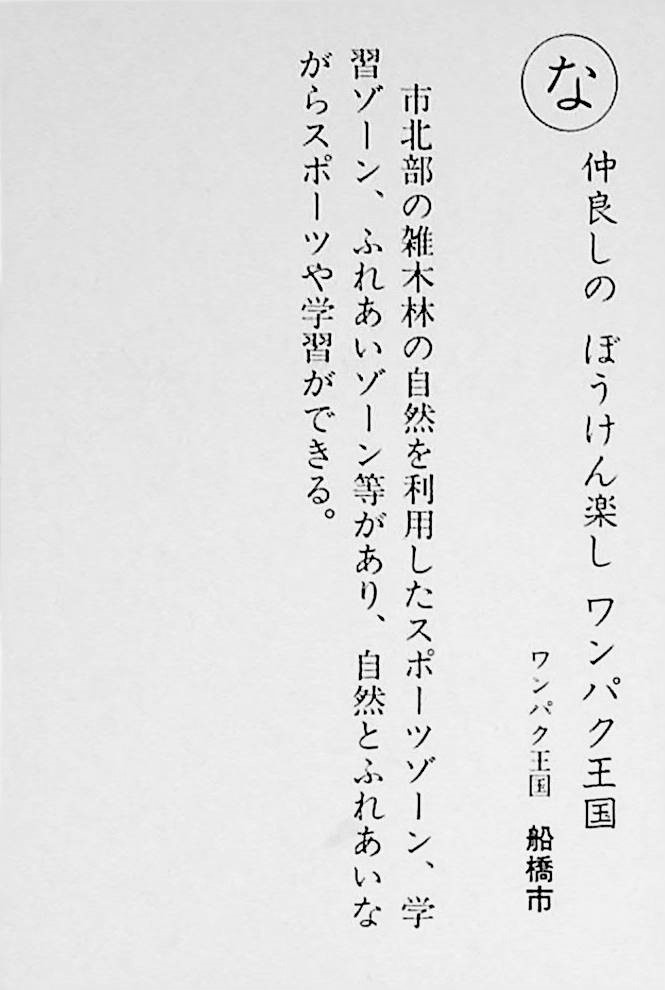 な
仲良しの ぼうけん楽し ワンパク王国
ワンパク王国 船橋市
市北部の雑木林の自然を利用したスポーツゾーン、学
習ゾーン、ふれあいゾーン等があり、自然とふれあいな
がらスポーツや学習ができる。